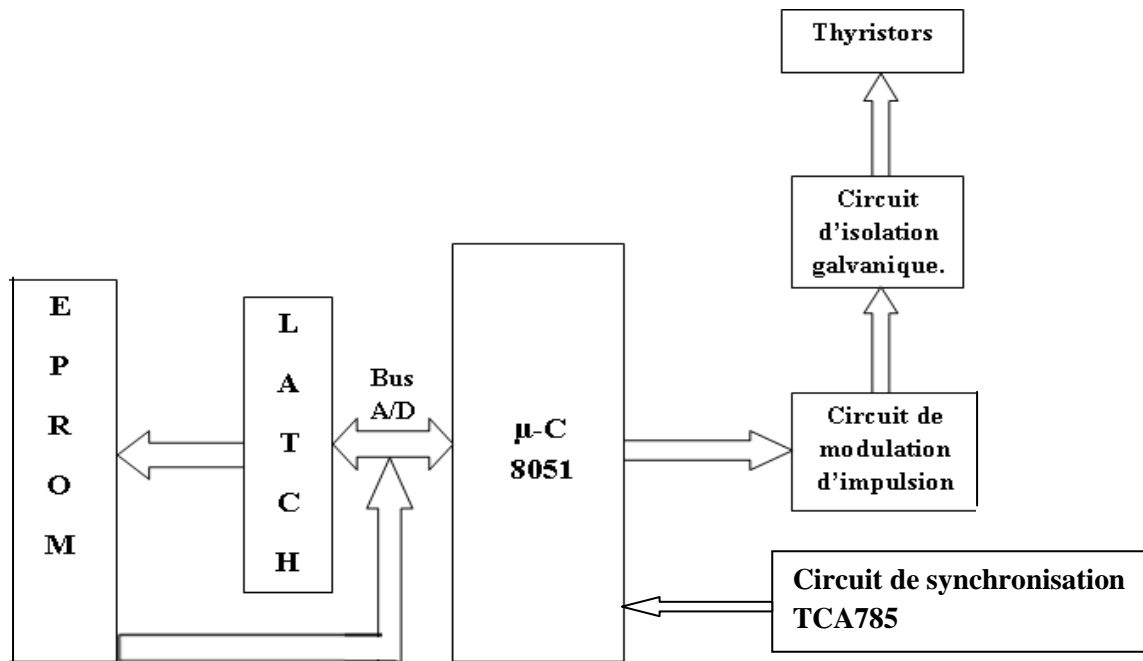 Thyristors
Circuit
d'isolation
galvanique.
E
P
R
O
M
L
A
T
C
H
Bus
A/D
µ-C
8051
Circuit de
modulation
d'impulsion
Circuit de synchronisation
TCA785